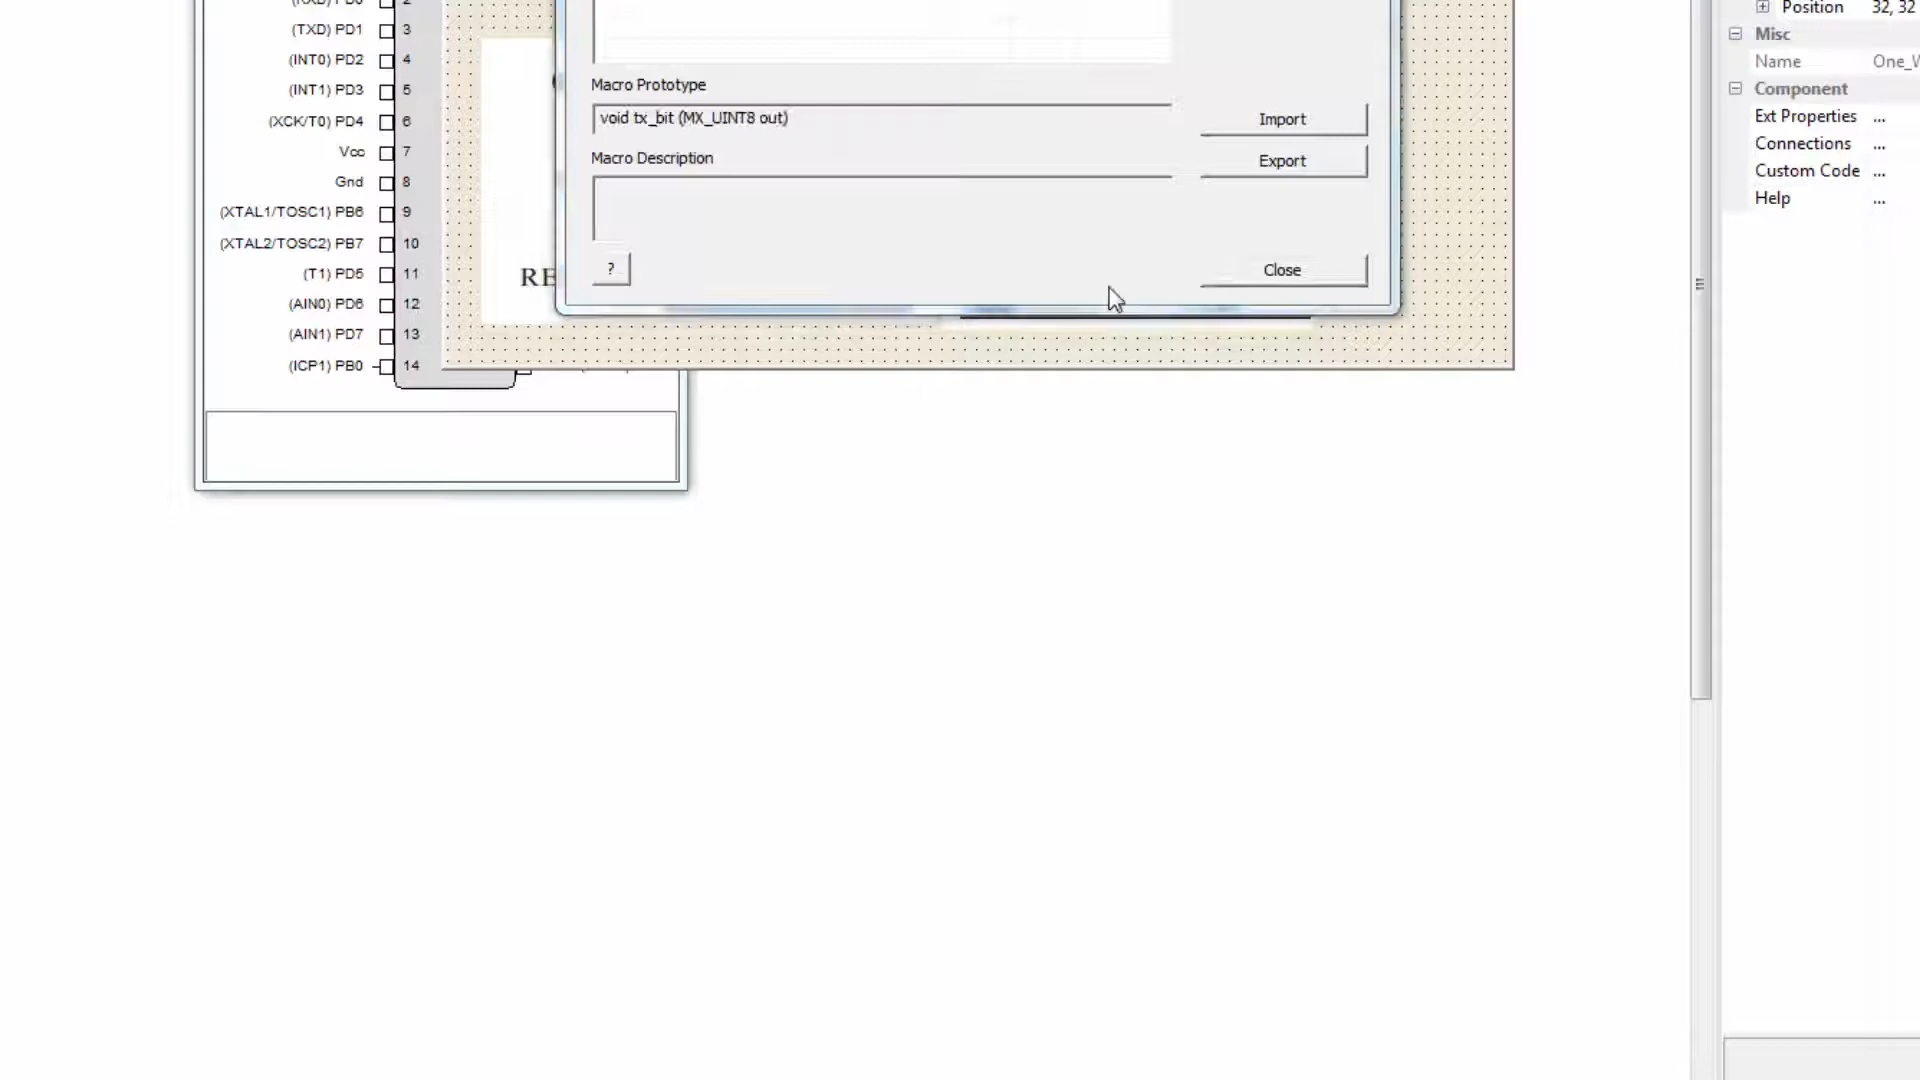 2
(TXD) PD1 3
(INT0) PD2 4
(INT1) PD3 5
(XCK/T0) PD4 6
Vcc 7
Gnd 8
(XTAL1/TOSC1) PB6 9
(XTAL2/TOSC2) PB7 10
(T1) PD5 11
(AIN0) PD6 12
(AIN1) PD7 13
(ICP1) PB0 14
RE
Macro Prototype
void tx_bit (MX_UINT8 out)
Import
Macro Description
Export
?
Close
Position 32, 32
Misc
Name One_W
Component
Ext Properties ...
Connections ...
Custom Code ...
Help ...